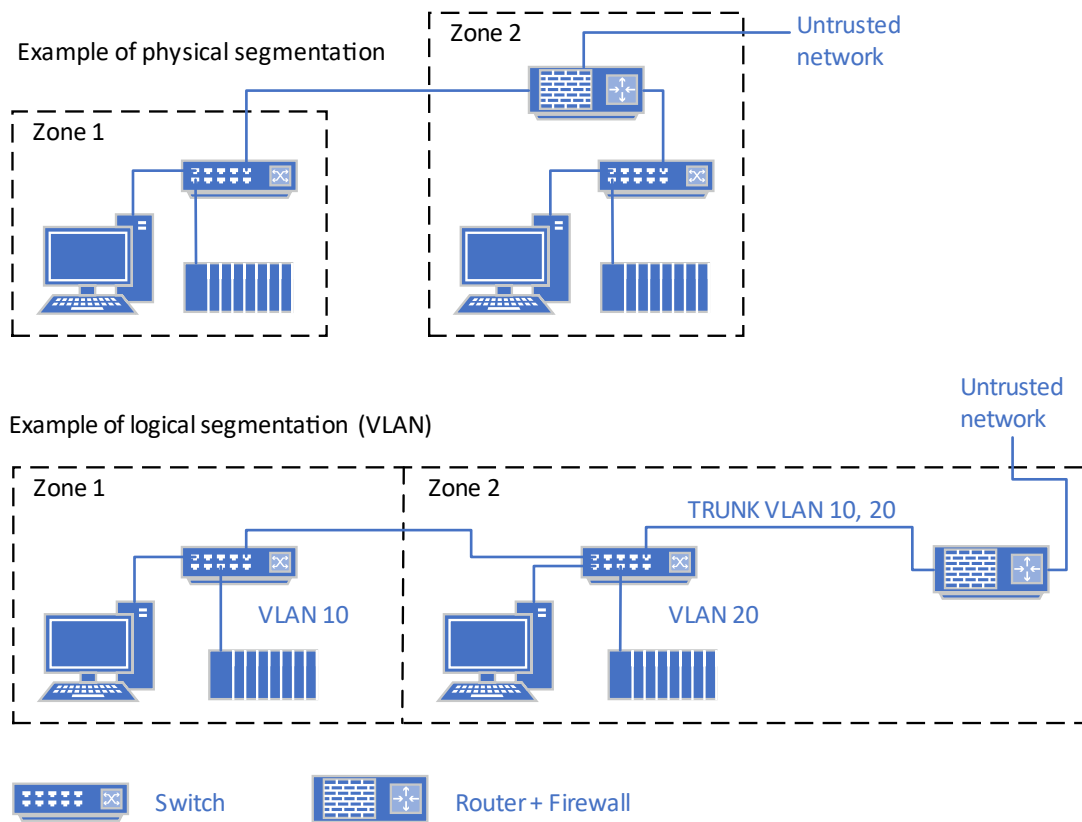 Example of physical segmentation
Zone 1
Zone 2
Untrusted
network
Example of logical segmentation (VLAN)
Untrusted
network
Zone 1
Zone 2
TRUNK VLAN 10, 20
VLAN 10
VLAN 20
Switch
Router + Firewall